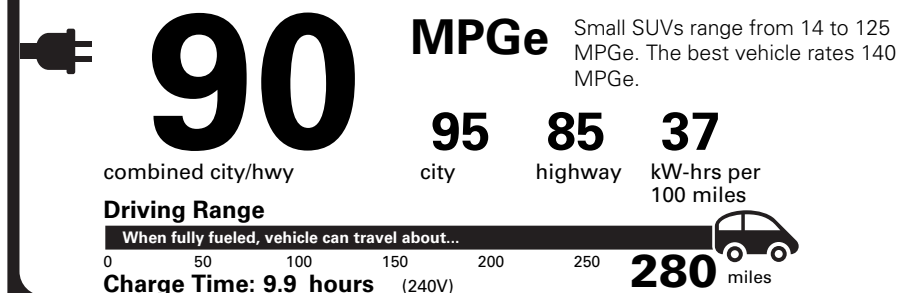 90
MPGe
Small SUVs range from 14 to 125
MPGe. The best vehicle rates 140
MPGe.
combined city/hwy
95
city
85
highway
37
kW-hrs per
100 miles
Driving Range
When fully fueled, vehicle can travel about...
0 50 100 150 200 250 280 miles
Charge Time: 9.9 hours (240V)